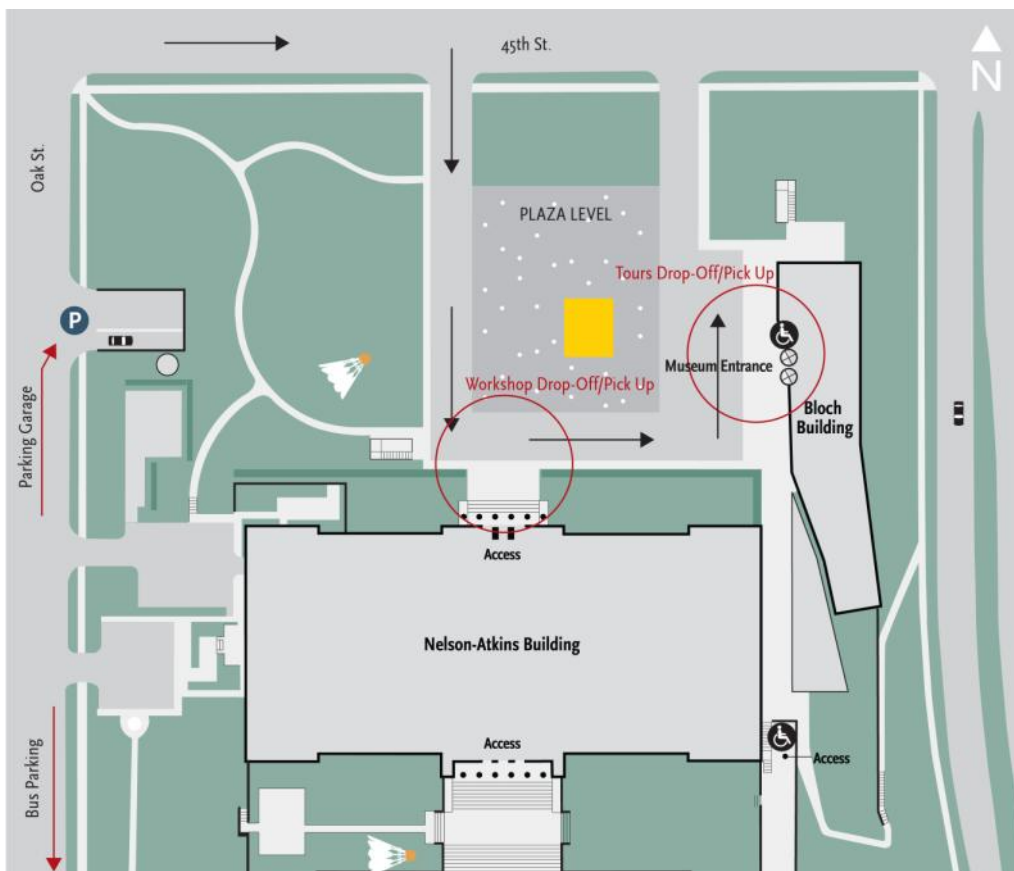 45th St.
N
Oak St.
PLAZA LEVEL
Tours Drop-Off/Pick Up
P
Museum Entrance
Workshop Drop-Off/Pick Up
Bloch
Building
Parking Garage
Access
Nelson-Atkins Building
Access
Access
Bus Parking